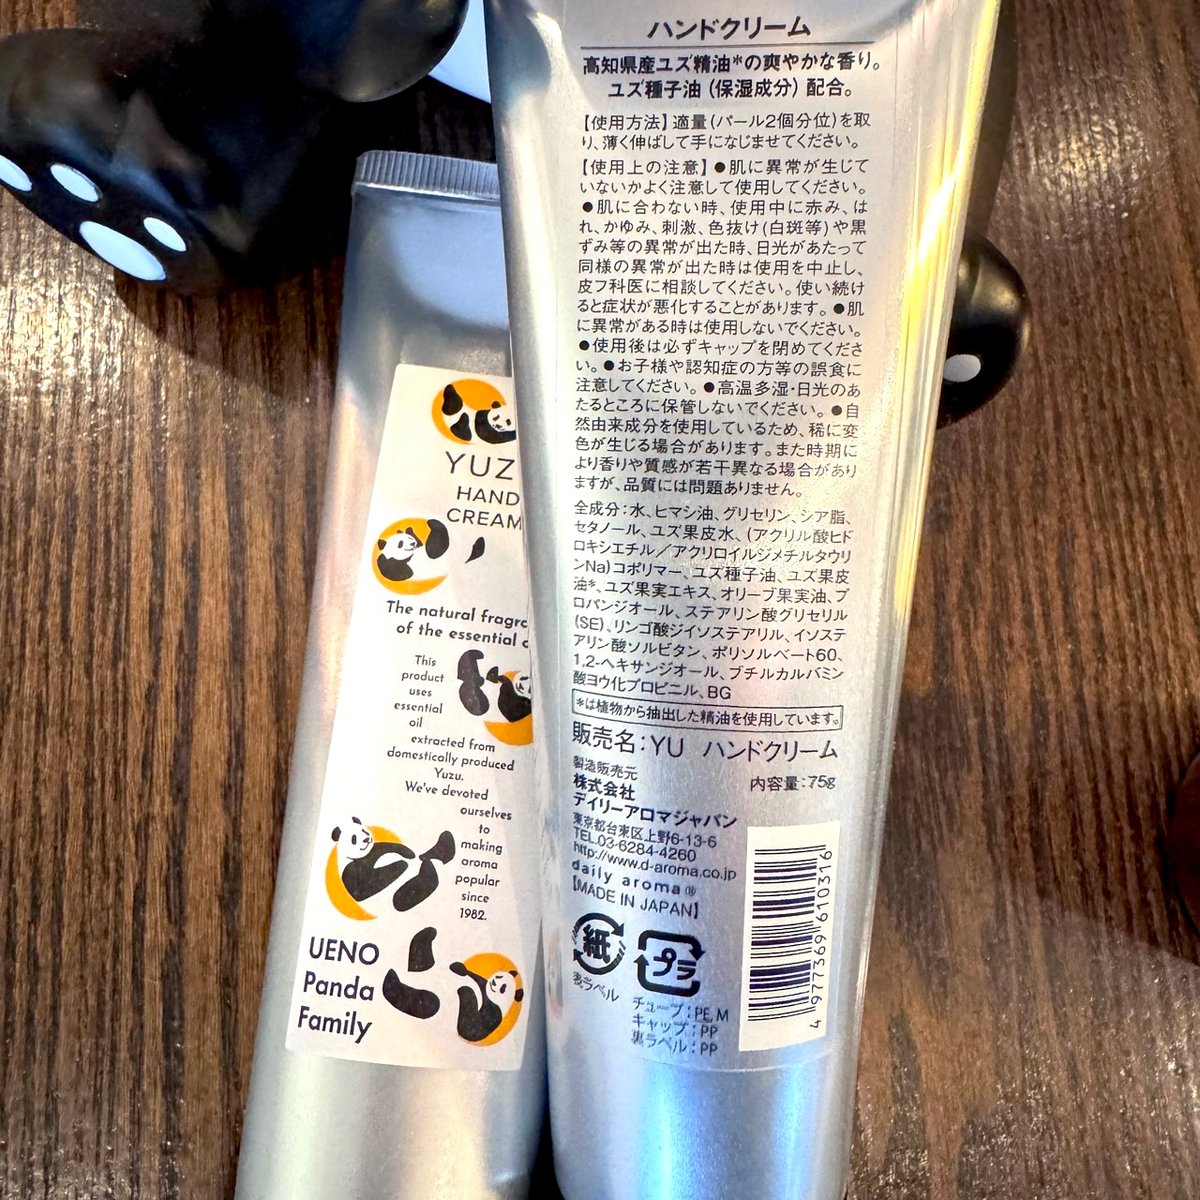 YUZ
HAND
CREAM
The natural fragr
of the essential
This
product
uses
essential
oil
extracted from
domestically produced
Yuzu.
We've devoted
ourselves
to
making
aroma
popular
since
1982.
UENO
Panda
Family
ハンドクリーム
高知県産ユズ精油*の爽やかな香り。
ユズ種子油(保湿成分)配合。
【使用方法】適量(パール2個分位)を取
り、薄く伸ばして手になじませてください。
【使用上の注意】●肌に異常が生じて
いないかよく注意して使用してください。
●肌に合わない時、使用中に赤み、は
れ、かゆみ、刺激、色抜け(白斑等)や黒
ずみ等の異常が出た時、日光があたって
同様の異常が出た時は使用を中止し、
皮フ科医に相談してください。使い続け
ると症状が悪化することがあります。●肌
に異常がある時は使用しないでください。
●使用後は必ずキャップを閉めてくださ
い。●お子様や認知症の方等の誤食に
注意してください。●高温多湿・日光のあ
たるところに保管しないでください。●自
然由来成分を使用しているため、稀に変
色が生じる場合があります。また時期に
より香りや質感が若干異なる場合があり
ますが、品質には問題ありません。
全成分:水、ヒマシ油、グリセリン、シア脂、
セタノール、ユズ果皮水、(アクリル酸ヒド
ロキシエチル/アクリロイルジメチルタウリ
ンNa)コポリマー、ユズ種子油、ユズ果皮
油*、ユズ果実エキス、オリーブ果実油、プ
ロパンジオール、ステアリン酸グリセリル
(SE)、リンゴ酸ジイソステアリル、イソステ
アリン酸ソルビタン、ポリソルベート60、
1,2-ヘキサンジオール、ブチルカルバミン
酸ヨウ化プロピニル、BG
*は植物から抽出した精油を使用しています。
販売名:YU ハンドクリーム
内容量:75g
製造販売元
株式会社
デイリーアロマジャパン
東京都台東区上野6-13-6
TEL.03-6284-4260
http://www.d-aroma.co.jp
daily aroma®
【MADE IN JAPAN】
紙
プラ
表ラベル
チューブ:PE,M
キャップ:PP
裏ラベル:PP
4 977369 610316